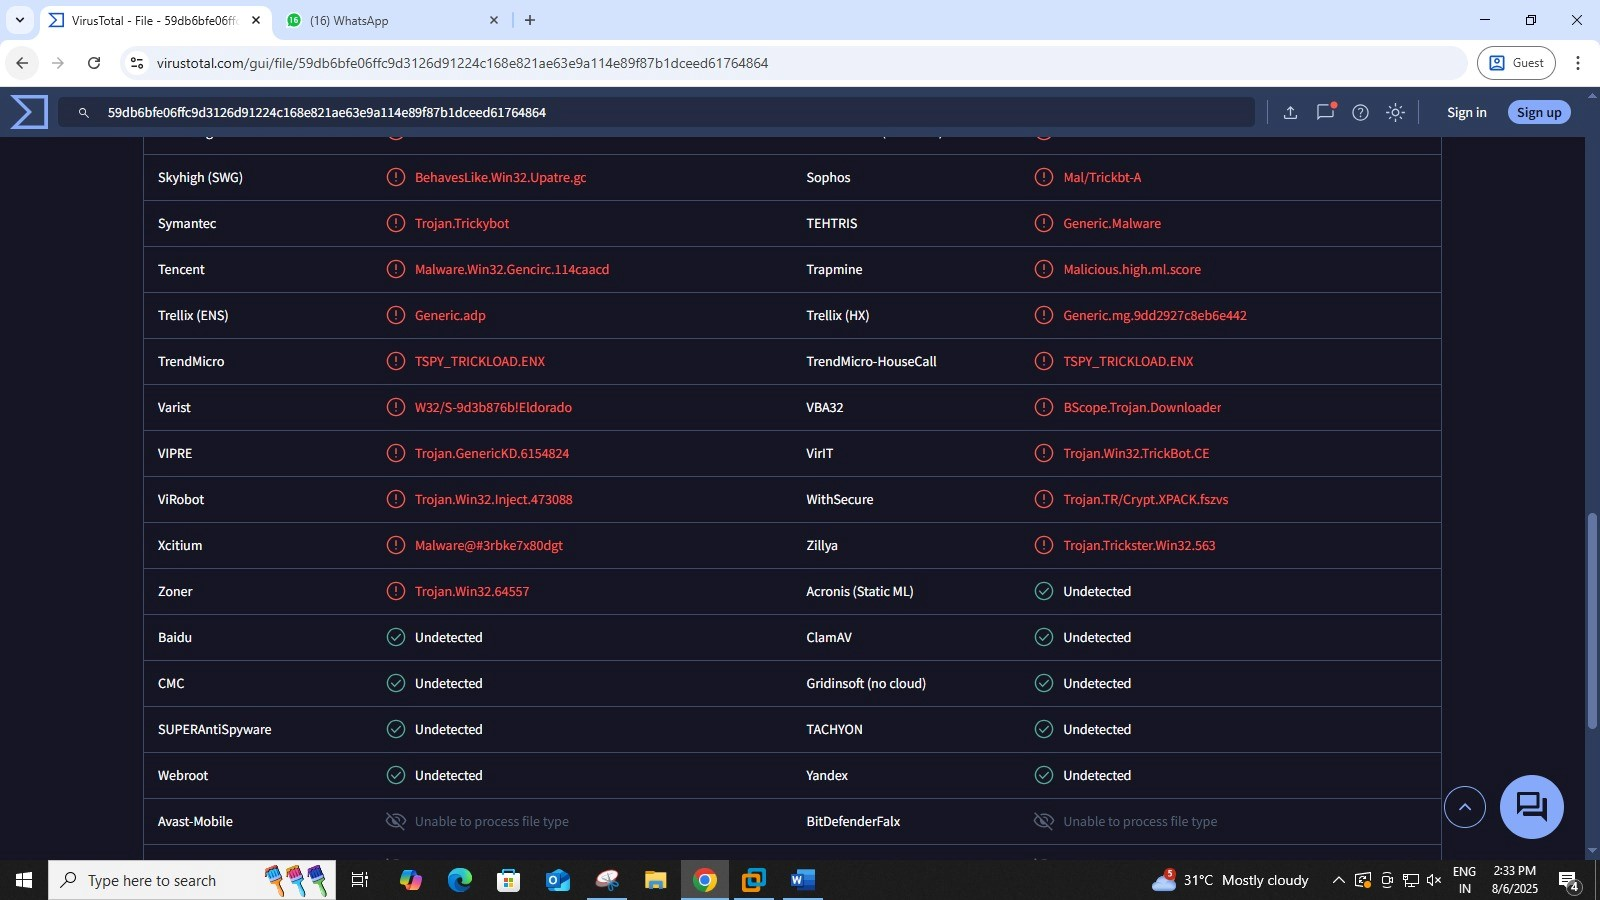 VirusTotal - File - 59db6bfe06ff
(16) WhatsApp
virustotal.com/gui/file/59db6bfe06ffc9d3126d91224c168e821ae63e9a114e89f87b1dceed61764864
Guest
59db6bfe06ffc9d3126d91224c168e821ae63e9a114e89f87b1dceed61764864
Sign in
Sign up
Skyhigh (SWG) BehavesLike.Win32.Upatre.gc Sophos Mal/Trickbt-A
Symantec Trojan.Trickybot TEHTRIS Generic.Malware
Tencent Malware.Win32.Gencirc.114caacd Trapmine Malicious.high.ml.score
Trellix (ENS) Generic.adp Trellix (HX) Generic.mg.9dd2927c8eb6e442
TrendMicro TSPY_TRICKLOAD.ENX TrendMicro-HouseCall TSPY_TRICKLOAD.ENX
Varist W32/S-9d3b876b!Eldorado VBA32 BScope.Trojan.Downloader
VIPRE Trojan.GenericKD.6154824 VirIT Trojan.Win32.TrickBot.CE
ViRobot Trojan.Win32.Inject.473088 WithSecure Trojan.TR/Crypt.XPACK.fszvs
Xcitium Malware@#3rbke7x80dgt Zillya Trojan.Trickster.Win32.563
Zoner Trojan.Win32.64557 Acronis (Static ML) Undetected
Baidu Undetected ClamAV Undetected
CMC Undetected Gridinsoft (no cloud) Undetected
SUPERAntiSpyware Undetected TACHYON Undetected
Webroot Undetected Yandex Undetected
Avast-Mobile Unable to process file type BitDefenderFalx Unable to process file type
Type here to search
5
31°C Mostly cloudy
ENG
IN
2:33 PM
8/6/2025
4